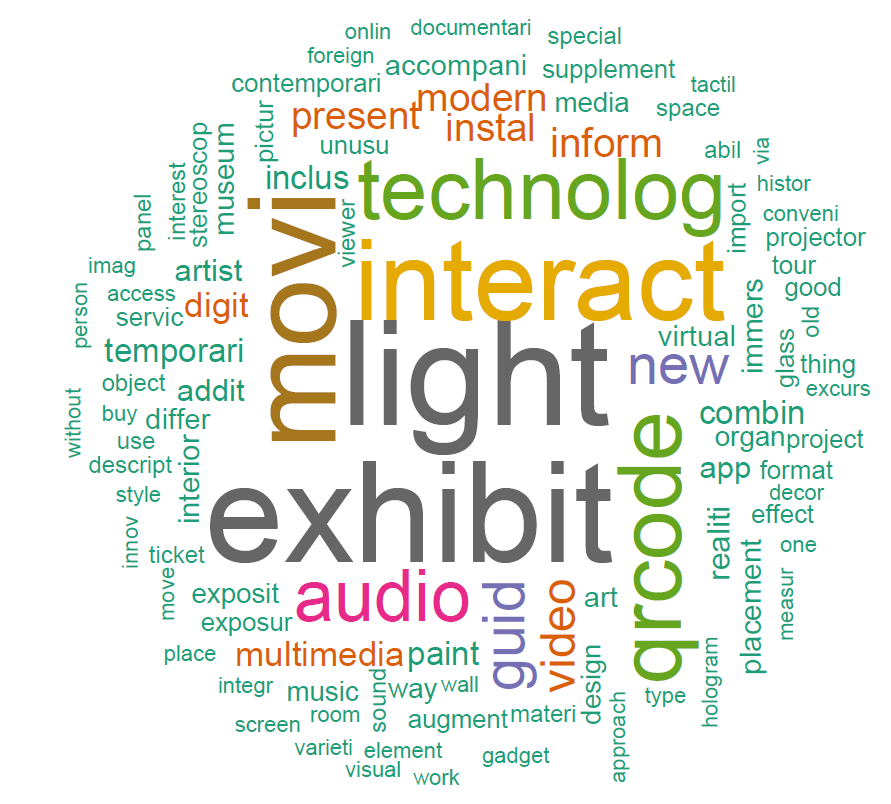 onlin
documentari
special
foreign
accompani
supplement
contemporari
modern
media
tactil
pictur
present
instal
inform
space
unusu
abil
via
stereoscop
museum
inclus
technolog
histor
panel
interest
movi
viewer
import
conveni
projector
imag
artist
interact
tour
person
access
digit
immers
good
servic
virtual
old
temporari
light
new
glass
thing
object
addit
excurs
without
buy
differ
combin
use
organ
project
descript
interior
exhibit
qrcode
app
format
style
decor
innov
effect
ticket
realiti
one
move
exposit
audio
guid
video
art
placement
measur
exposur
place
multimedia
paint
integr
music
sound
way
wall
design
type
hologram
screen
room
augment
materi
approach
varieti
element
gadget
visual
work